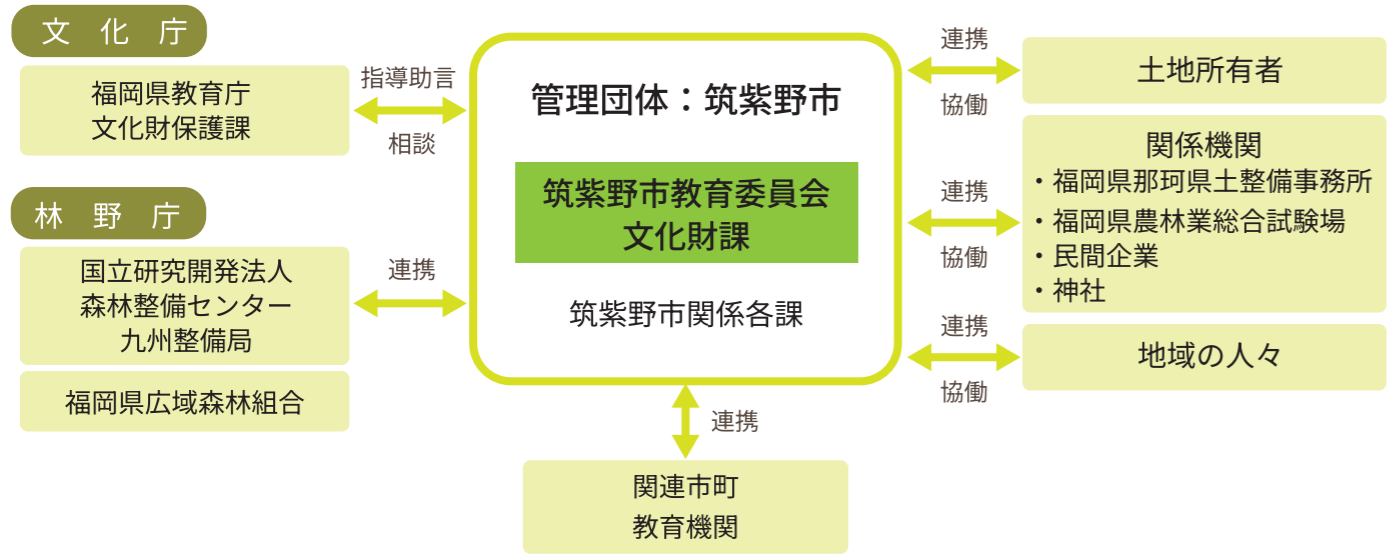 文化庁
福岡県教育庁
文化財保護課
指導助言
相談
林野庁
国立研究開発法人
森林整備センター
九州整備局
連携
福岡県広域森林組合
管理団体：筑紫野市
筑紫野市教育委員会
文化財課
筑紫野市関係各課
連携
関連市町
教育機関
連携
協働
土地所有者
連携
協働
関係機関
・福岡県那珂県土整備事務所
・福岡県農林業総合試験場
・民間企業
・神社
連携
協働
地域の人々